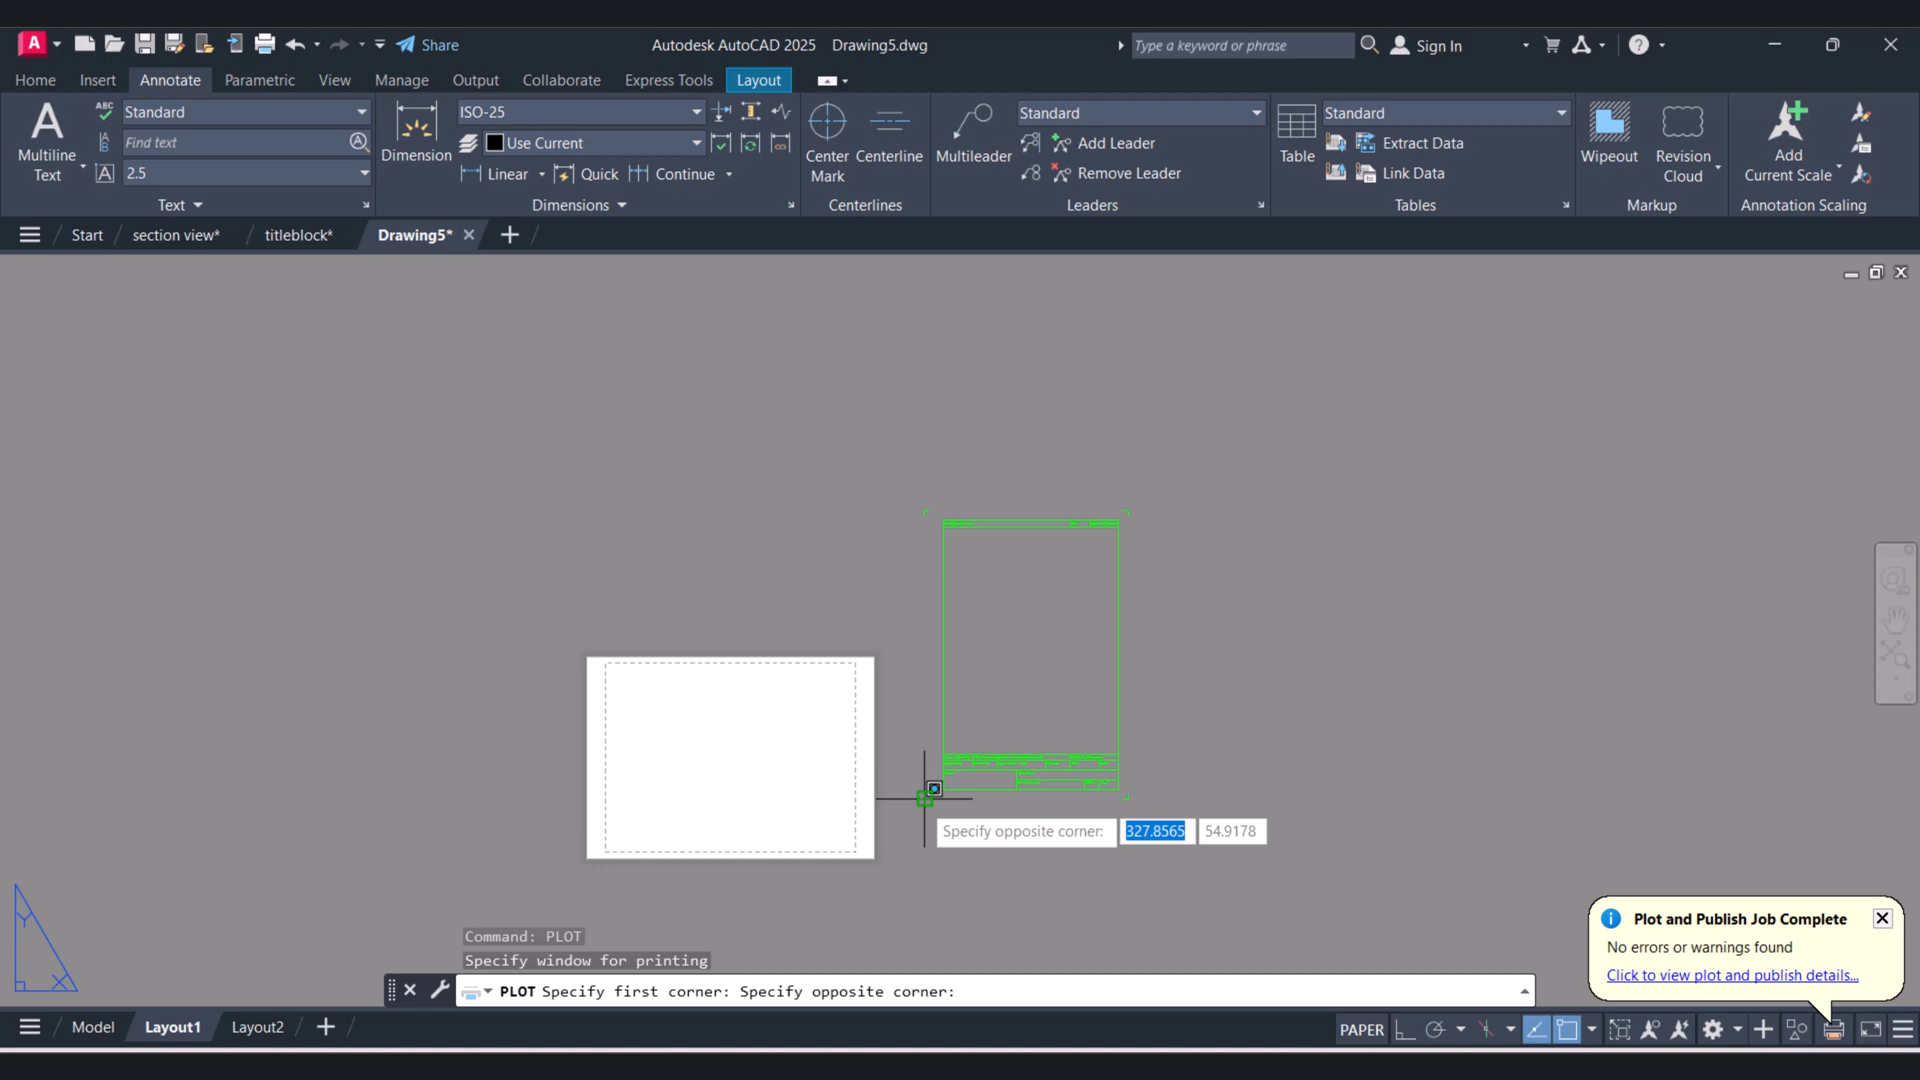 A Share Autodesk AutoCAD 2025 Drawing5.dwg Type a keyword or phrase Sign In
Home Insert Annotate Parametric View Manage Output Collaborate Express Tools Layout
ABC Standard ISO-25 Standard Standard
Find text Use Current Add Leader Extract Data
Multiline Text Dimension Center Mark Centerline Multileader Table Wipeout Revision Cloud Add Current Scale
2.5 Linear Quick Continue Remove Leader Link Data
Text Dimensions Centerlines Leaders Tables Markup Annotation Scaling
Start section view* titleblock* Drawing5*
Specify opposite corner: 327.8565 54.9178
Y
X
Command: PLOT
Specify window for printing
PLOT Specify first corner: Specify opposite corner:
Plot and Publish Job Complete
No errors or warnings found
Click to view plot and publish details...
Model Layout1 Layout2 PAPER